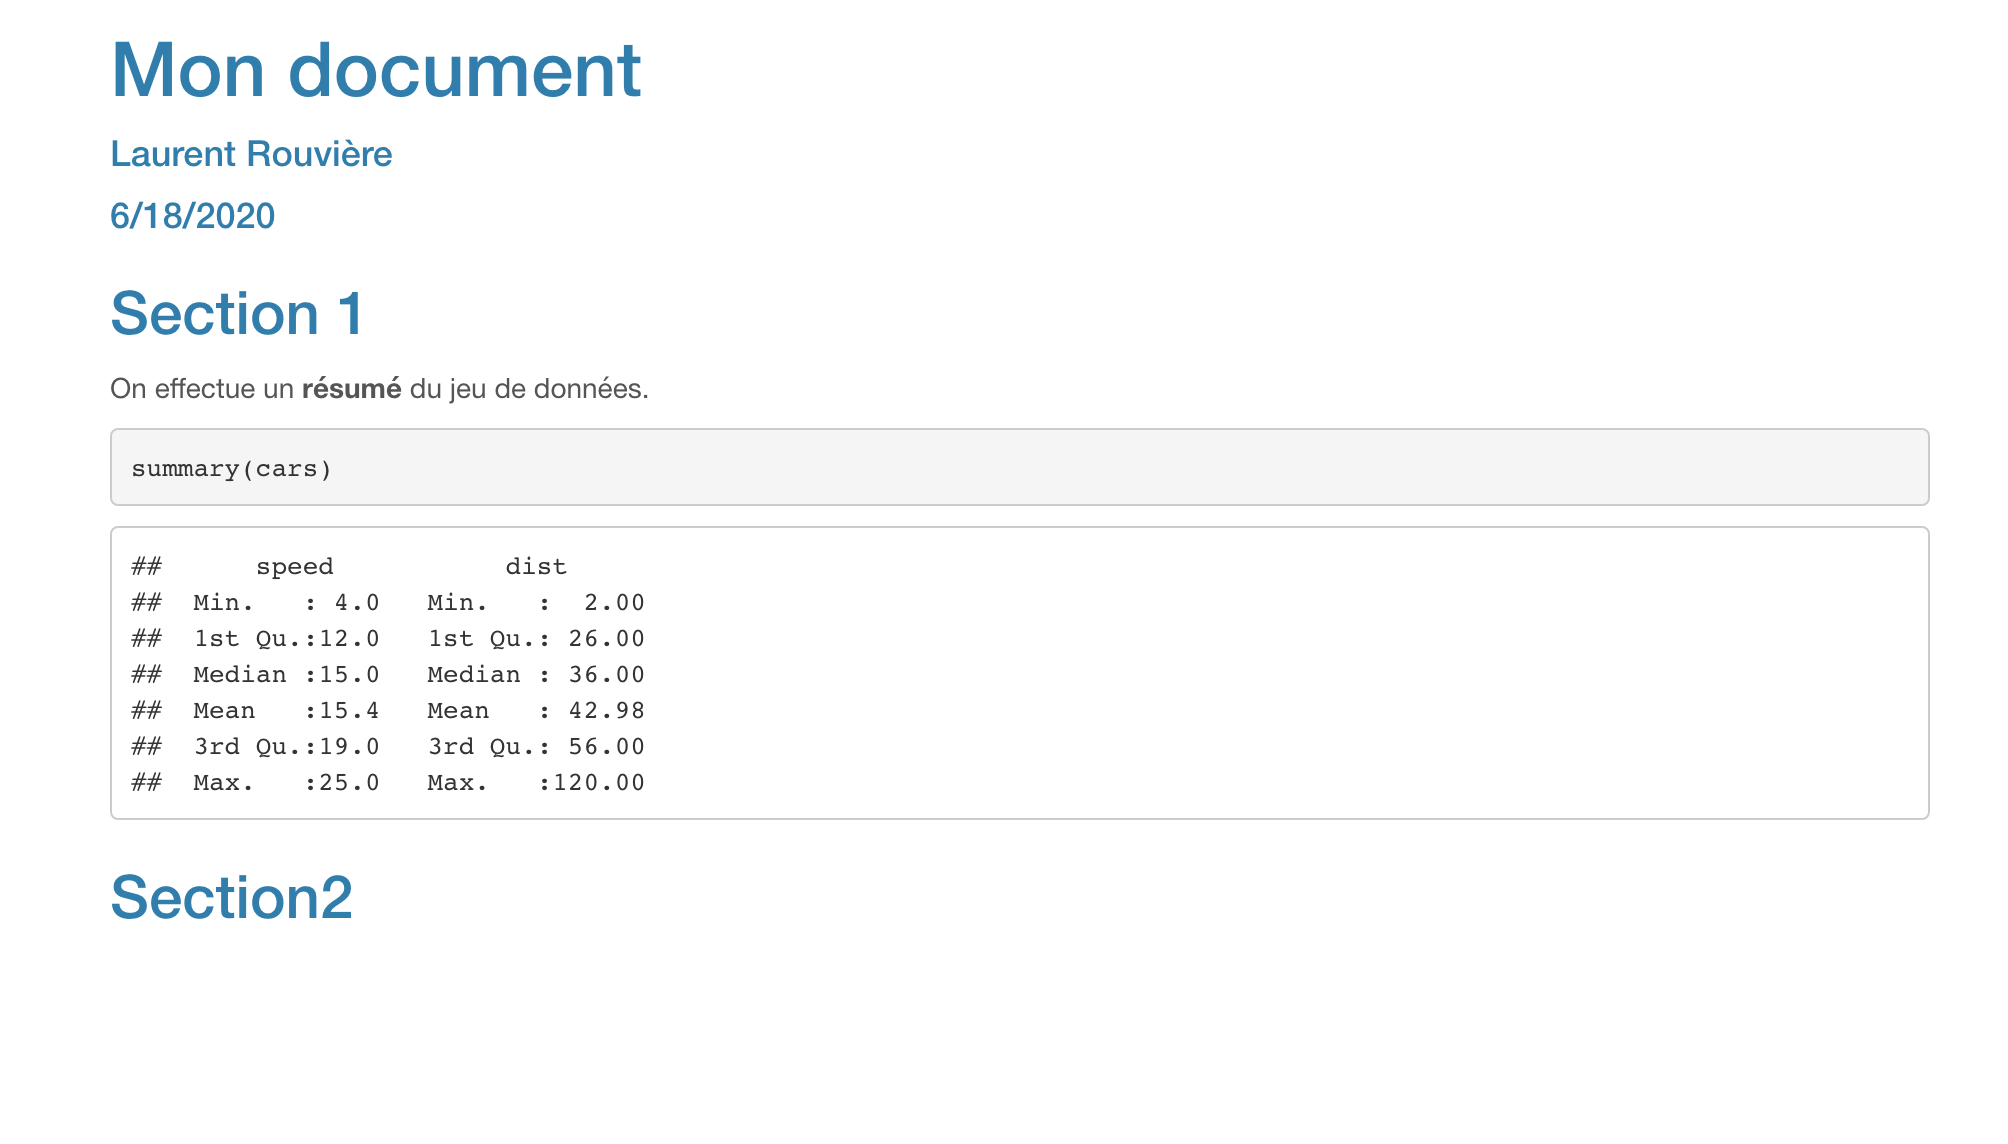 Mon document
Laurent Rouvière
6/18/2020
Section 1
On effectue un résumé du jeu de données.
summary(cars)
##      speed           dist
##  Min.   : 4.0   Min.   :  2.00
##  1st Qu.:12.0   1st Qu.: 26.00
##  Median :15.0   Median : 36.00
##  Mean   :15.4   Mean   : 42.98
##  3rd Qu.:19.0   3rd Qu.: 56.00
##  Max.   :25.0   Max.   :120.00
Section2